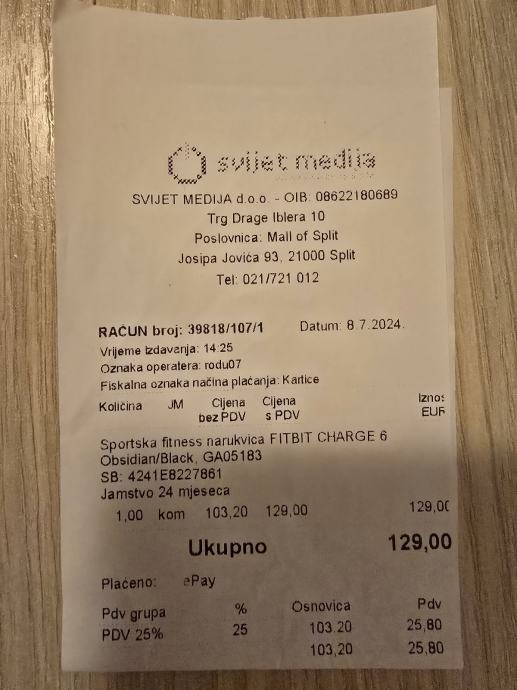 svijet medija
SVIJET MEDIJA d.o.o. - OIB: 08622180689
Trg Drage Iblera 10
Poslovnica: Mall of Split
Josipa Jovića 93, 21000 Split
Tel: 021/721 012
RAČUN broj: 39818/107/1 Datum: 8.7.2024.
Vrijeme izdavanja: 14:25
Oznaka operatera: rodu07
Fiskalna oznaka načina plaćanja: Kartice
Količina JM Cijena Cijena Iznos
bez PDV s PDV EUR
Sportska fitness narukvica FITBIT CHARGE 6
Obsidian/Black, GA05183
SB: 4241E8227861
Jamstvo 24 mjeseca
1,00 kom 103,20 129,00 129,00
Ukupno 129,00
Plaćeno: ePay
Pdv grupa % Osnovica Pdv
PDV 25% 25 103.20 25,80
103,20 25,80